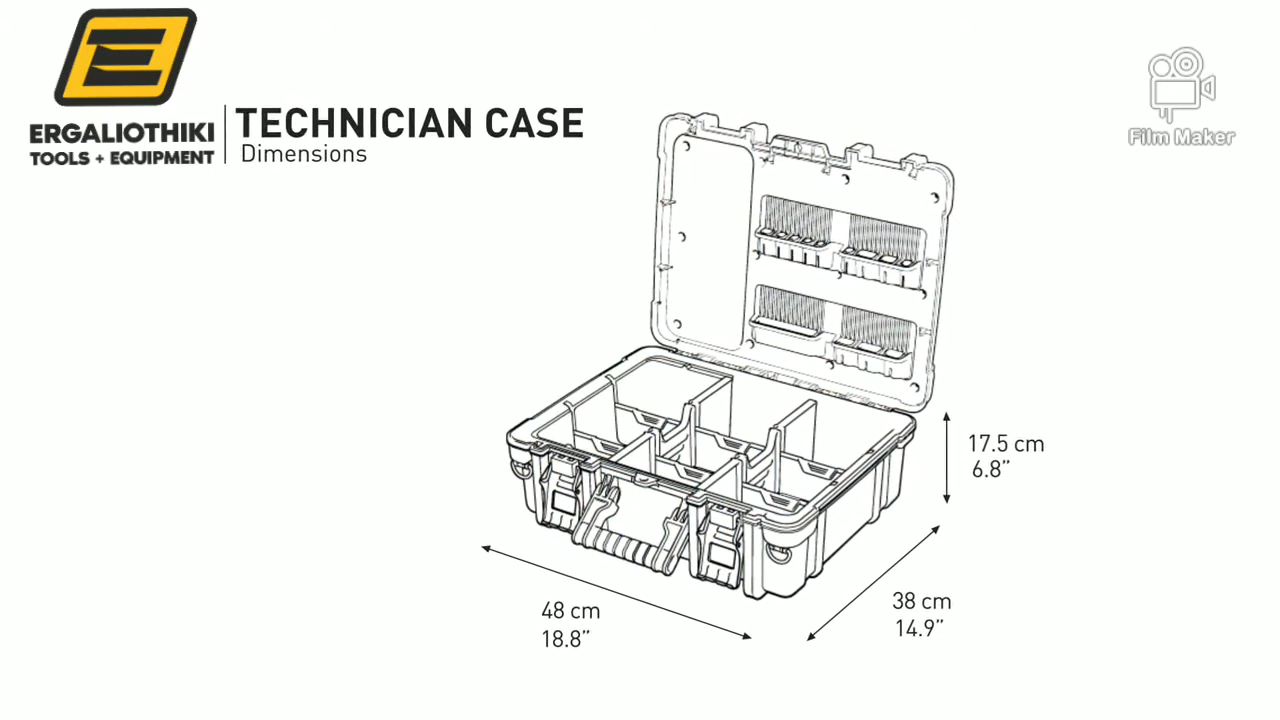 ERGALIOTHIKI
TOOLS + EQUIPMENT
TECHNICIAN CASE
Dimensions
Film Maker
17.5 cm
6.8”
38 cm
14.9”
48 cm
18.8”